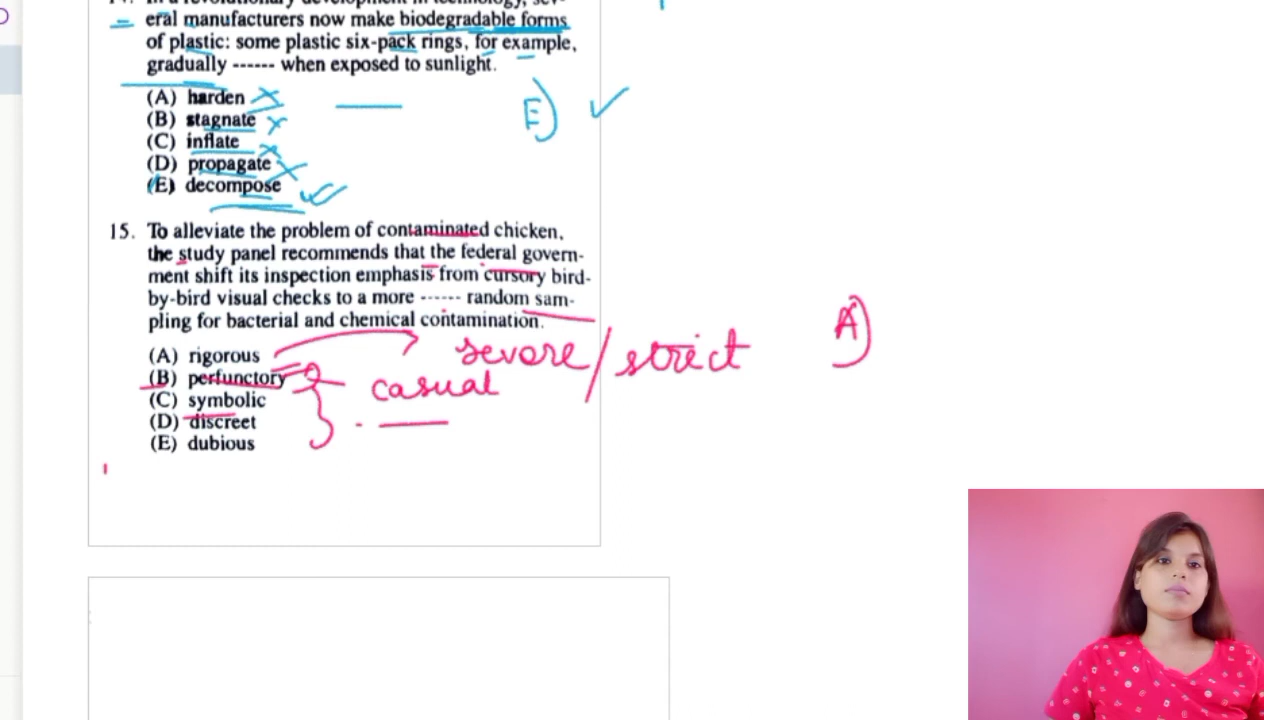 eral manufacturers now make biodegradable forms
of plastic: some plastic six-pack rings, for example,
gradually ------ when exposed to sunlight.
(A) harden
(B) stagnate
(C) inflate
(D) propagate
(E) decompose
E)
15. To alleviate the problem of contaminated chicken,
the study panel recommends that the federal govern-
ment shift its inspection emphasis from cursory bird-
by-bird visual checks to a more ------ random sam-
pling for bacterial and chemical contamination.
(A) rigorous
(B) perfunctory
(C) symbolic
(D) discreet
(E) dubious
severe/strict
casual
A)